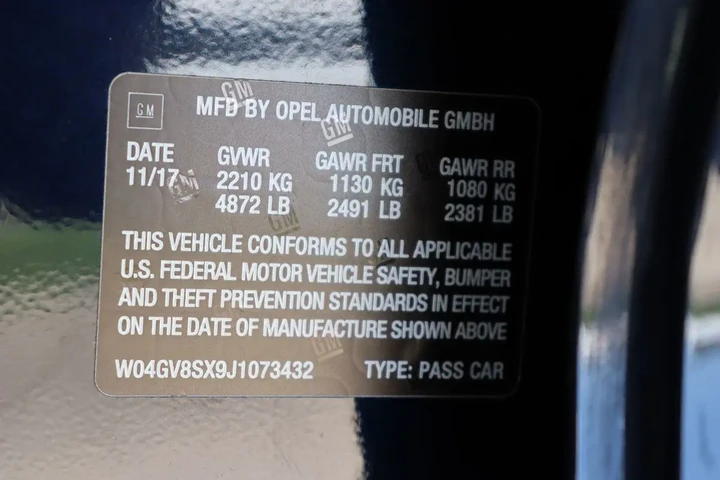 GM
MFD BY OPEL AUTOMOBILE GMBH
DATE GVWR GAWR FRT GAWR RR
11/17 2210 KG 1130 KG 1080 KG
4872 LB 2491 LB 2381 LB
THIS VEHICLE CONFORMS TO ALL APPLICABLE
U.S. FEDERAL MOTOR VEHICLE SAFETY, BUMPER
AND THEFT PREVENTION STANDARDS IN EFFECT
ON THE DATE OF MANUFACTURE SHOWN ABOVE
W04GV8SX9J1073432 TYPE: PASS CAR